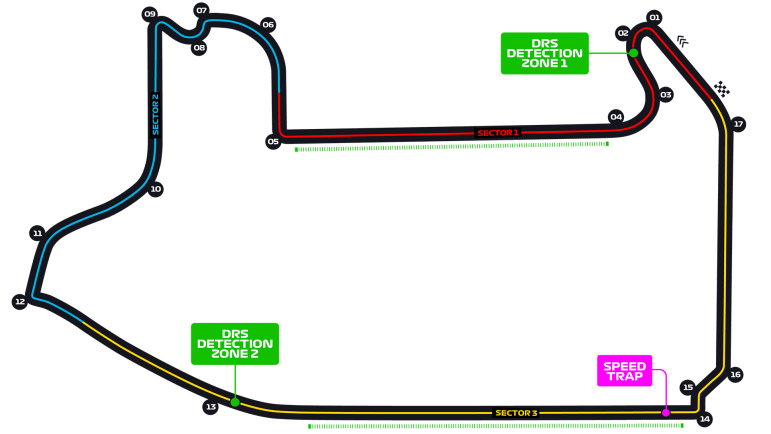 09
07
06
08
01
02
DRS
DETECTION
ZONE 1
03
04
17
SECTOR 2
SECTOR 1
05
10
11
12
DRS
DETECTION
ZONE 2
SPEED
TRAP
16
15
13
SECTOR 3
14